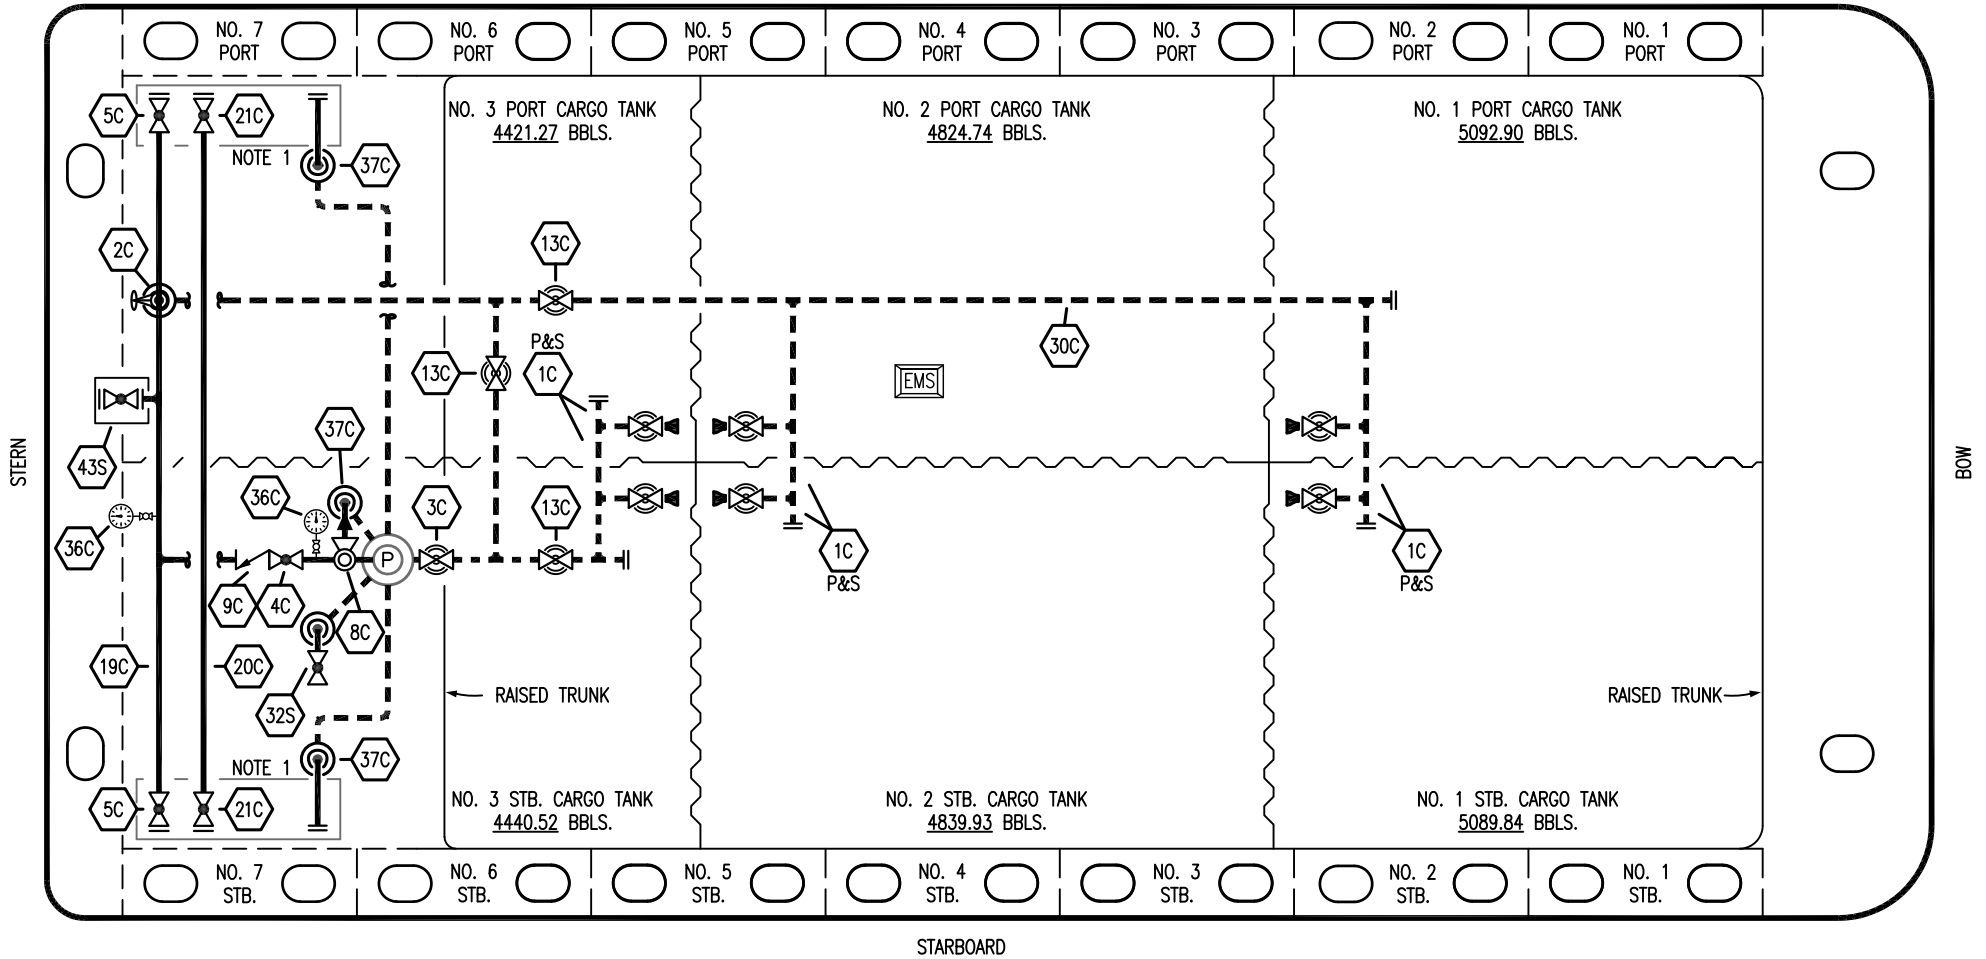 NO. 7
PORT
NO. 6
PORT
NO. 5
PORT
NO. 4
PORT
NO. 3
PORT
NO. 2
PORT
NO. 1
PORT
5C
21C
NOTE 1
37C
NO. 3 PORT CARGO TANK
4421.27 BBLS.
NO. 2 PORT CARGO TANK
4824.74 BBLS.
NO. 1 PORT CARGO TANK
5092.90 BBLS.
2C
13C
30C
P&S
1C
13C
EMS
STERN
BOW
43S
37C
36C
3C
13C
36C
P
1C
P&S
1C
P&S
9C
4C
8C
19C
20C
32S
RAISED TRUNK
RAISED TRUNK
NOTE 1
37C
5C
21C
NO. 3 STB. CARGO TANK
4440.52 BBLS.
NO. 2 STB. CARGO TANK
4839.93 BBLS.
NO. 1 STB. CARGO TANK
5089.84 BBLS.
NO. 7
STB.
NO. 6
STB.
NO. 5
STB.
NO. 4
STB.
NO. 3
STB.
NO. 2
STB.
NO. 1
STB.
STARBOARD